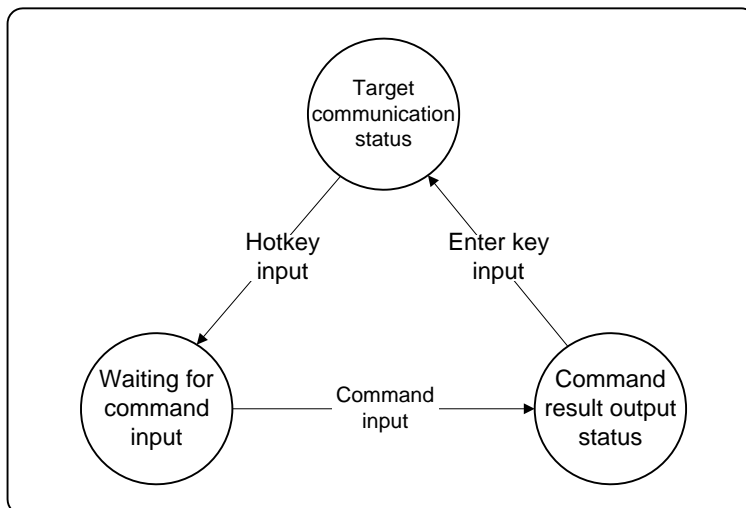 Target
communication
status
Hotkey
input
Enter key
input
Waiting for
command
input
Command
input
Command
result output
status